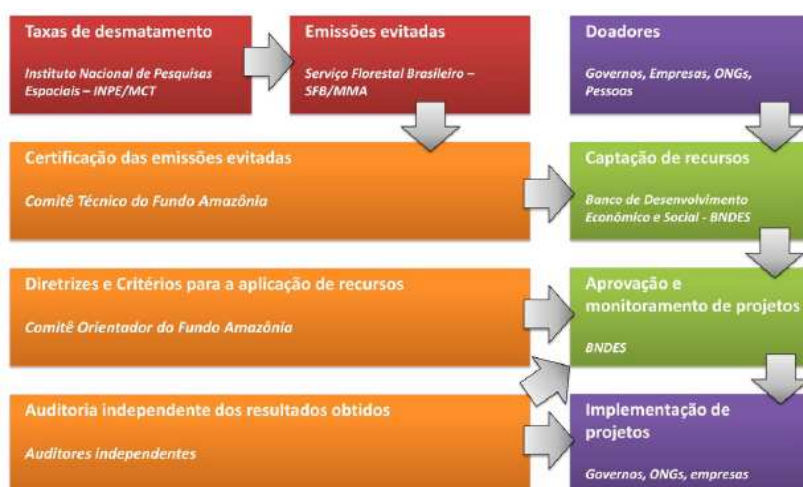 Taxas de desmatamento
Instituto Nacional de Pesquisas
Espaciais – INPE/MCT
Emissões evitadas
Serviço Florestal Brasileiro –
SFB/MMA
Doadores
Governos, Empresas, ONGs,
Pessoas
Certificação das emissões evitadas
Comitê Técnico do Fundo Amazônia
Captação de recursos
Banco de Desenvolvimento
Econômico e Social - BNDES
Diretrizes e Critérios para a aplicação de recursos
Comitê Orientador do Fundo Amazônia
Aprovação e
monitoramento de projetos
BNDES
Auditoria independente dos resultados obtidos
Auditores independentes
Implementação de
projetos
Governos, ONGs, empresas